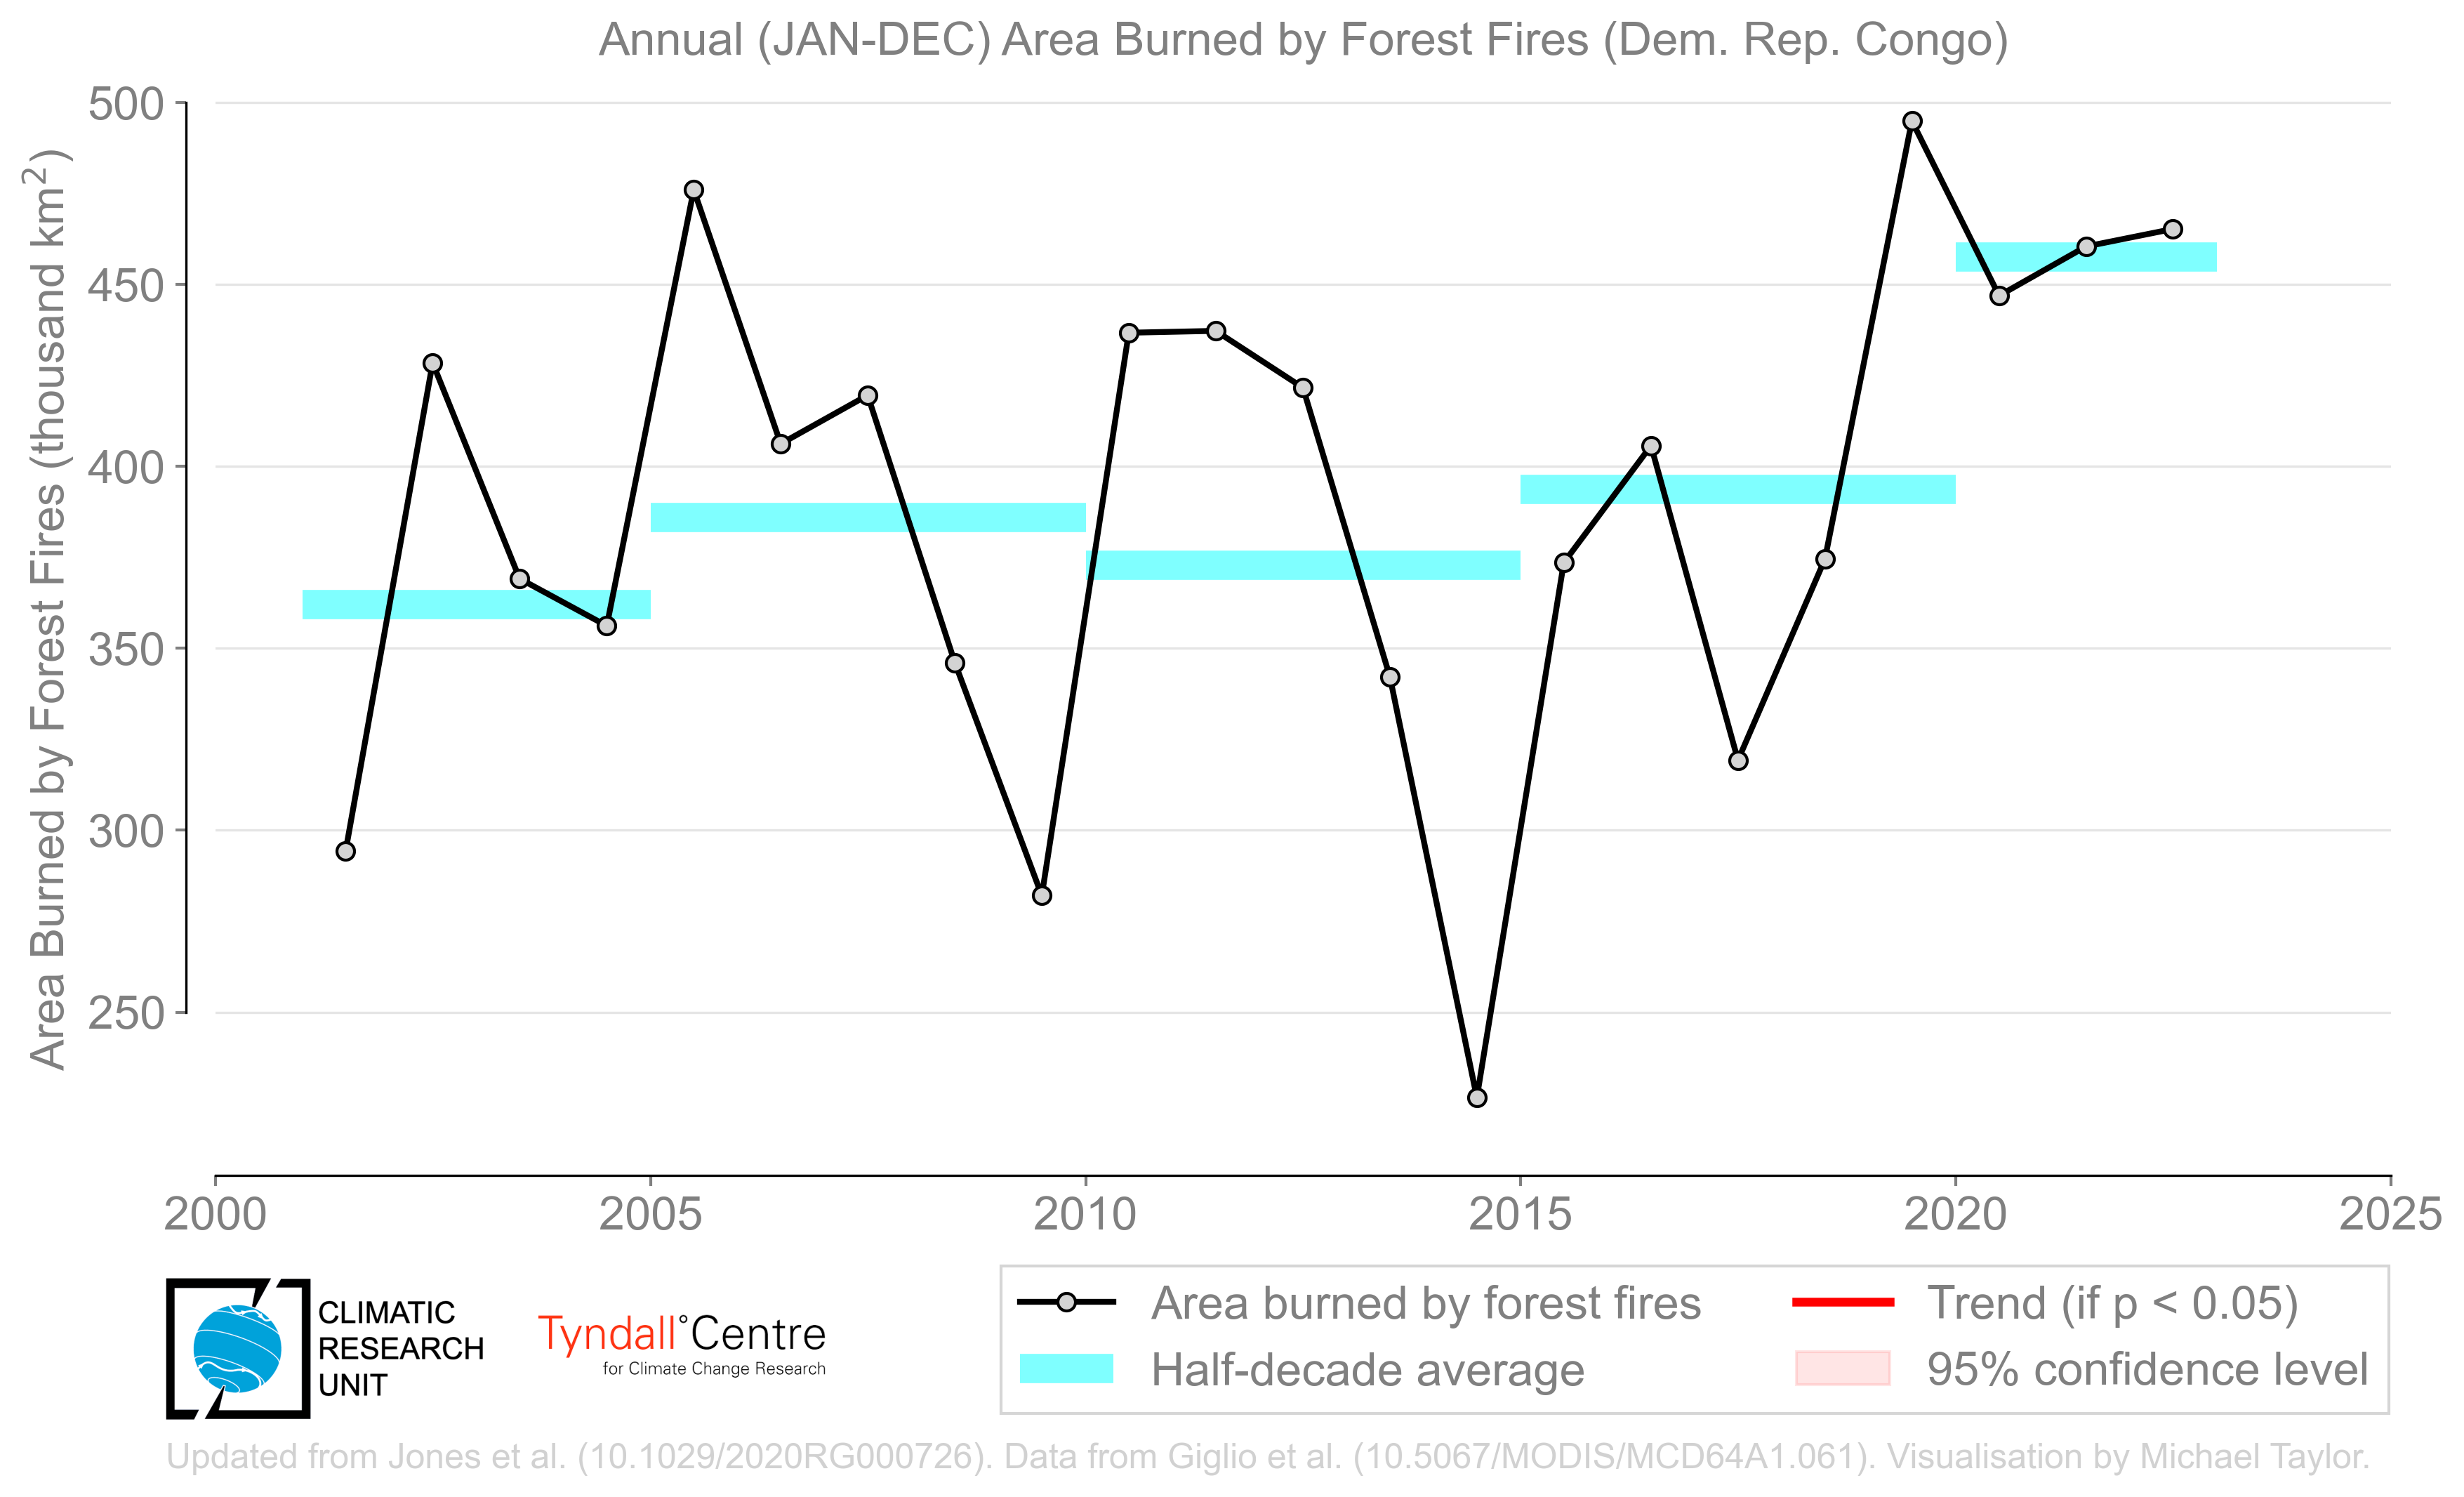 Annual (JAN-DEC) Area Burned by Forest Fires (Dem. Rep. Congo)
Area Burned by Forest Fires (thousand km²)
500
450
400
350
300
250
2000
2005
2010
2015
2020
2025
CLIMATIC
RESEARCH
UNIT
Tyndall°Centre
for Climate Change Research
Area burned by forest fires
Half-decade average
Trend (if p < 0.05)
95% confidence level
Updated from Jones et al. (10.1029/2020RG000726). Data from Giglio et al. (10.5067/MODIS/MCD64A1.061). Visualisation by Michael Taylor.